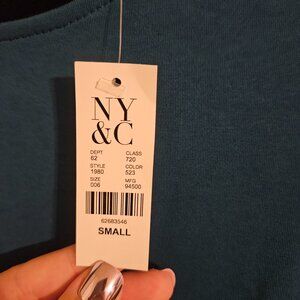 NY
&C
DEPT CLASS
62 720
STYLE COLOR
1980 523
SIZE MFG
006 94500
62683546
SMALL